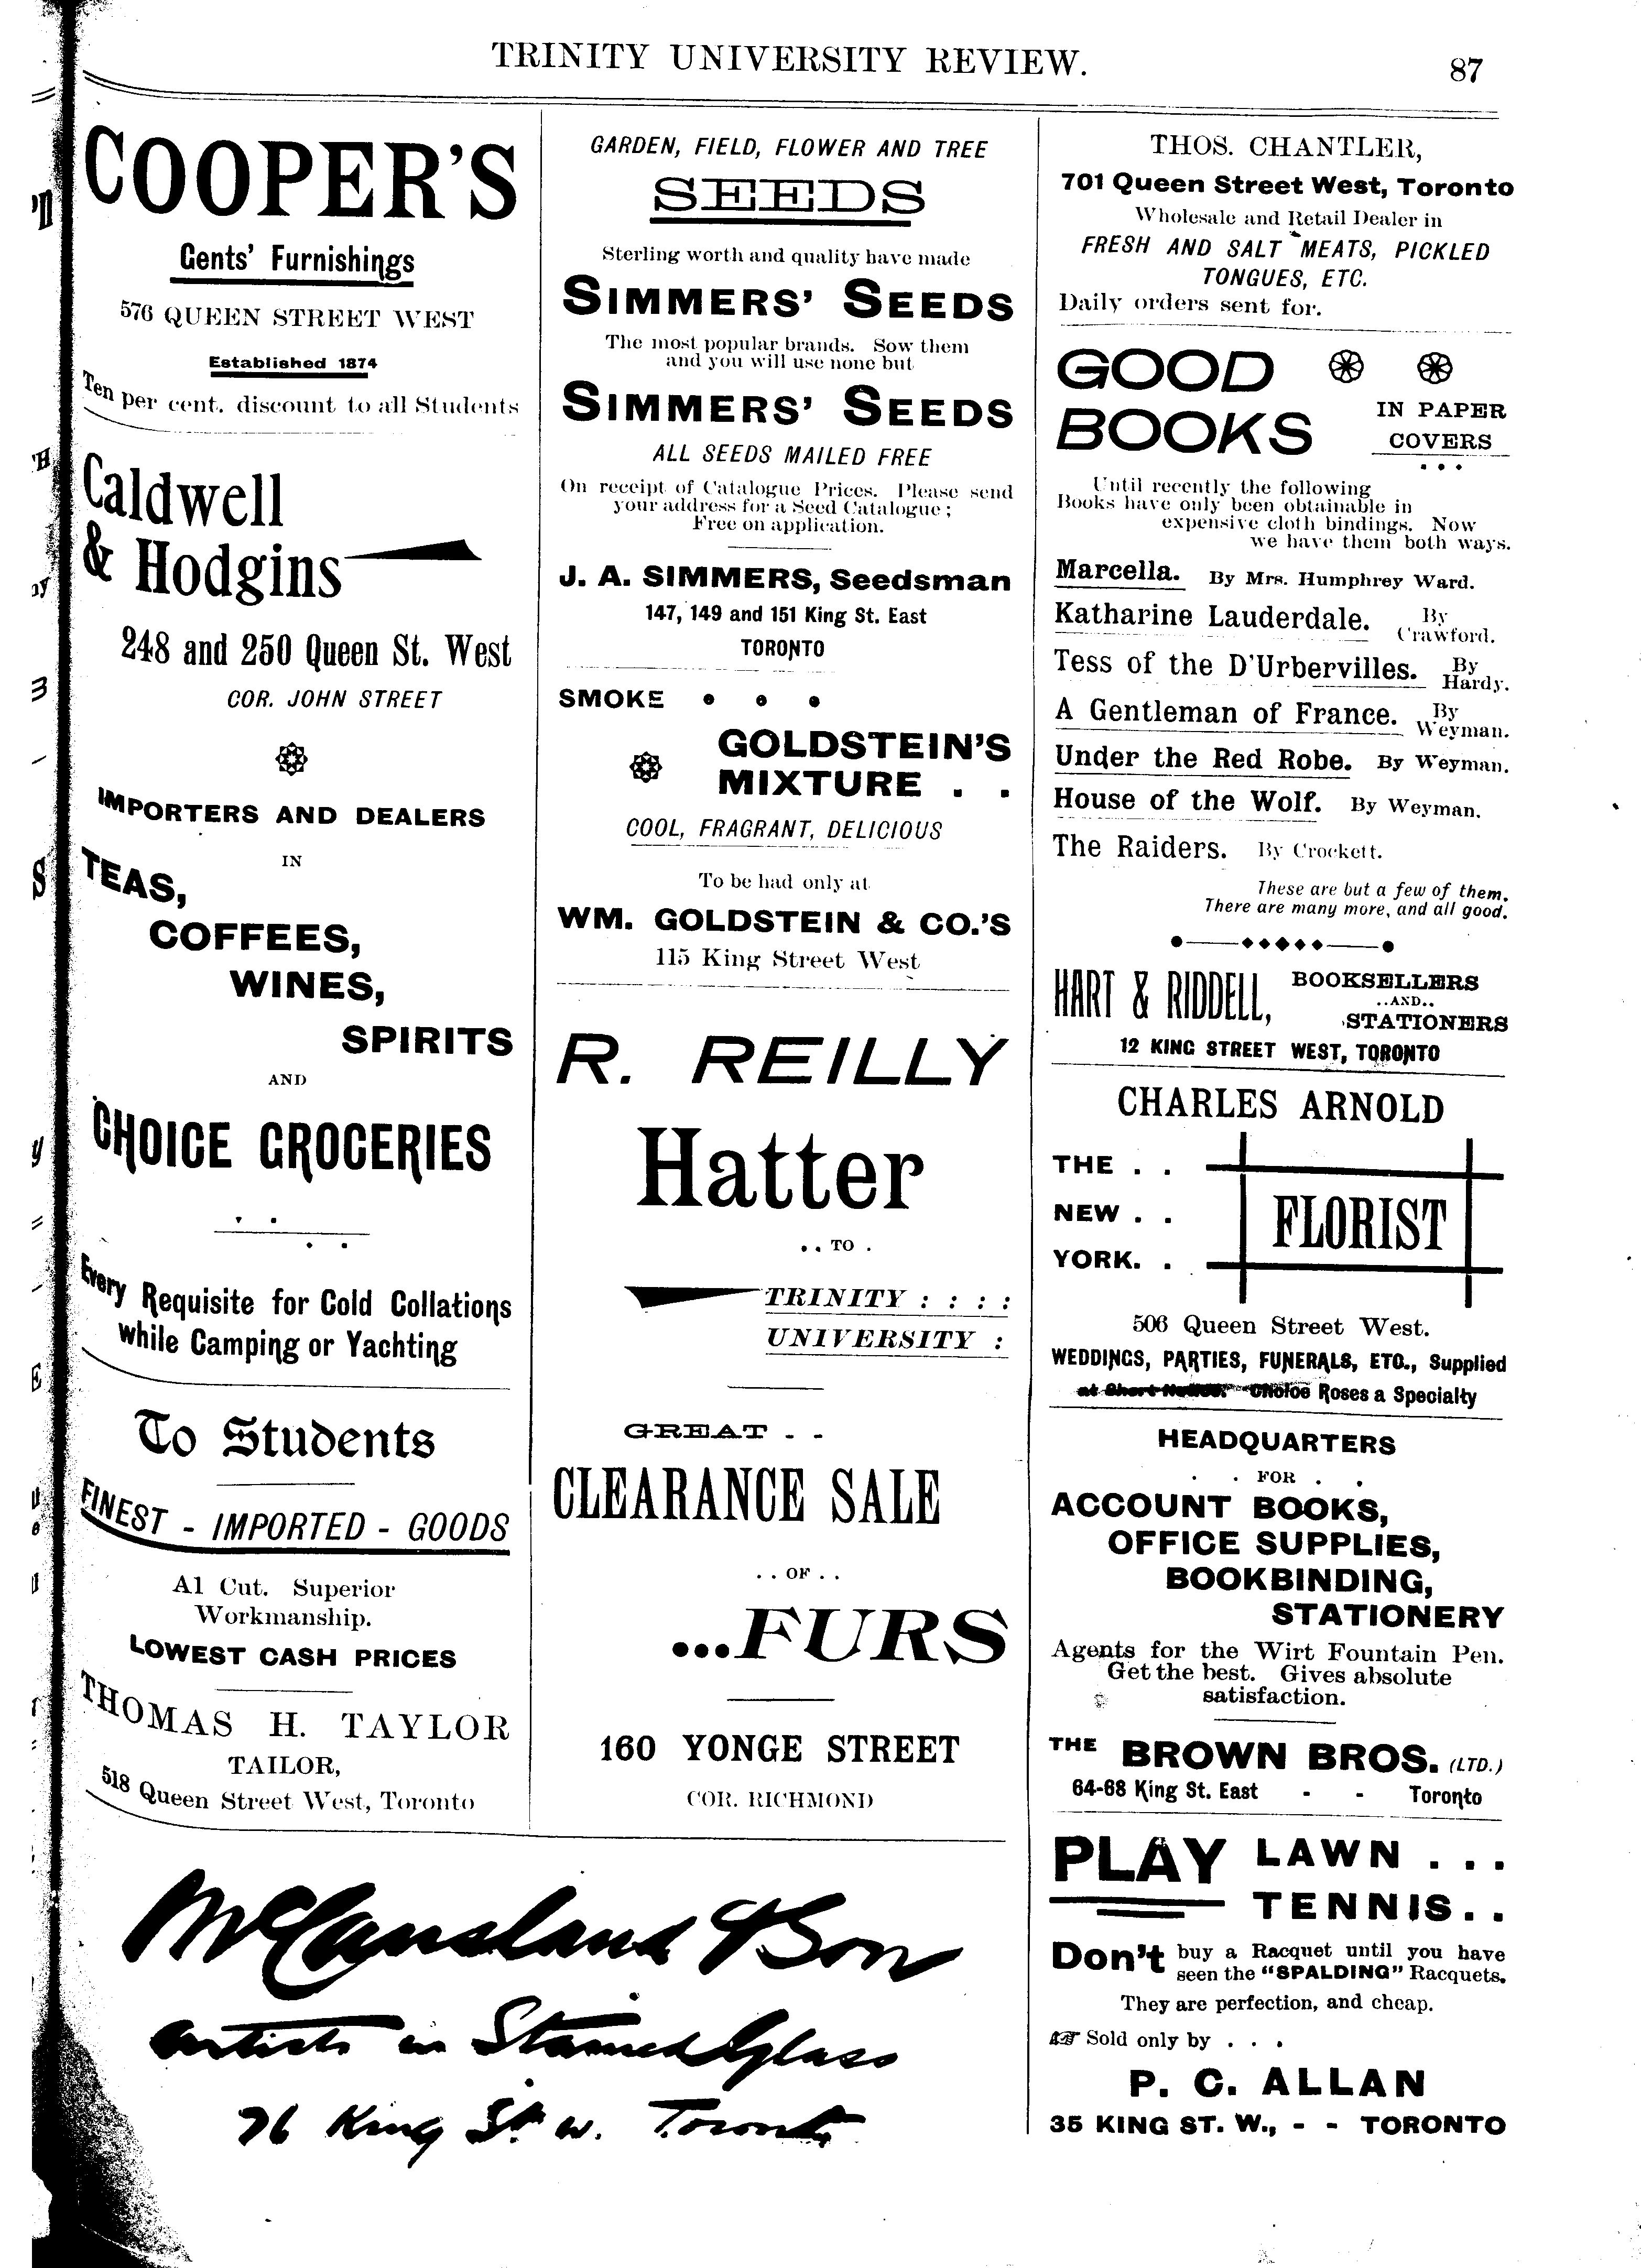 TRINITY UNIVERSITY REVIEW.
87
COOPER'S
Gents' Furnishings
576 QUEEN STREET WEST
Established 1874
Ten per cent. discount to all Students
Caldwell
& Hodgins
248 and 250 Queen St. West
COR. JOHN STREET
IMPORTERS AND DEALERS
IN
TEAS,
COFFEES,
WINES,
SPIRITS
AND
CHOICE GROCERIES
Every Requisite for Cold Collations
while Camping or Yachting
To Students
FINEST - IMPORTED - GOODS
A1 Cut. Superior
Workmanship.
LOWEST CASH PRICES
THOMAS H. TAYLOR
TAILOR,
518 Queen Street West, Toronto
GARDEN, FIELD, FLOWER AND TREE
SEEDS
Sterling worth and quality have made
SIMMERS' SEEDS
The most popular brands. Sow them
and you will use none but
SIMMERS' SEEDS
ALL SEEDS MAILED FREE
On receipt of Catalogue Prices. Please send
your address for a Seed Catalogue;
Free on application.
J. A. SIMMERS, Seedsman
147, 149 and 151 King St. East
TORONTO
SMOKE . . .
GOLDSTEIN'S
MIXTURE . .
COOL, FRAGRANT, DELICIOUS
To be had only at
WM. GOLDSTEIN & CO.'S
115 King Street West
R. REILLY
Hatter
. . TO .
TRINITY : : : :
UNIVERSITY :
GREAT - -
CLEARANCE SALE
. . OF . .
...FURS
160 YONGE STREET
COR. RICHMOND
McCausland & Son
Artists in Stained Glass
76 King St. W. Toronto
THOS. CHANTLER,
701 Queen Street West, Toronto
Wholesale and Retail Dealer in
FRESH AND SALT MEATS, PICKLED
TONGUES, ETC.
Daily orders sent for.
GOOD
BOOKS
IN PAPER
COVERS
. . .
Until recently the following
Books have only been obtainable in
expensive cloth bindings. Now
we have them both ways.
Marcella. By Mrs. Humphrey Ward.
Katharine Lauderdale. By Crawford.
Tess of the D'Urbervilles. By Hardy.
A Gentleman of France. By Weyman.
Under the Red Robe. By Weyman.
House of the Wolf. By Weyman.
The Raiders. By Crockett.
These are but a few of them.
There are many more, and all good.
HART & RIDDELL,
BOOKSELLERS
..AND..
STATIONERS
12 KING STREET WEST, TORONTO
CHARLES ARNOLD
THE . .
NEW . .
YORK. .
FLORIST
506 Queen Street West.
WEDDINGS, PARTIES, FUNERALS, ETC., Supplied
at Short Notice. Choice Roses a Specialty
HEADQUARTERS
. . FOR . .
ACCOUNT BOOKS,
OFFICE SUPPLIES,
BOOKBINDING,
STATIONERY
Agents for the Wirt Fountain Pen.
Get the best. Gives absolute
satisfaction.
THE BROWN BROS. (LTD.)
64-68 King St. East - - Toronto
PLAY LAWN . . .
TENNIS. .
Don't buy a Racquet until you have
seen the "SPALDING" Racquets.
They are perfection, and cheap.
Sold only by . . .
P. C. ALLAN
35 KING ST. W., - - TORONTO